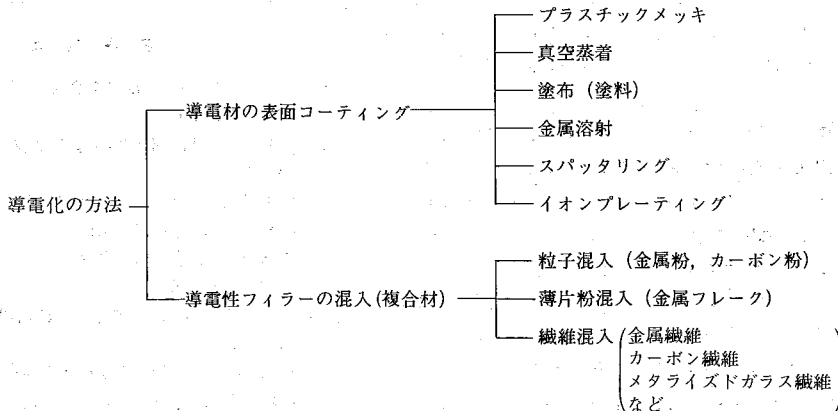 プラスチックメッキ
真空蒸着
塗布（塗料）
導電材の表面コーティング
金属溶射
スパッタリング
イオンプレーティング
導電化の方法
粒子混入（金属粉，カーボン粉）
導電性フィラーの混入（複合材）
薄片粉混入（金属フレーク）
繊維混入（金属繊維
カーボン繊維
メタライズドガラス繊維
など）